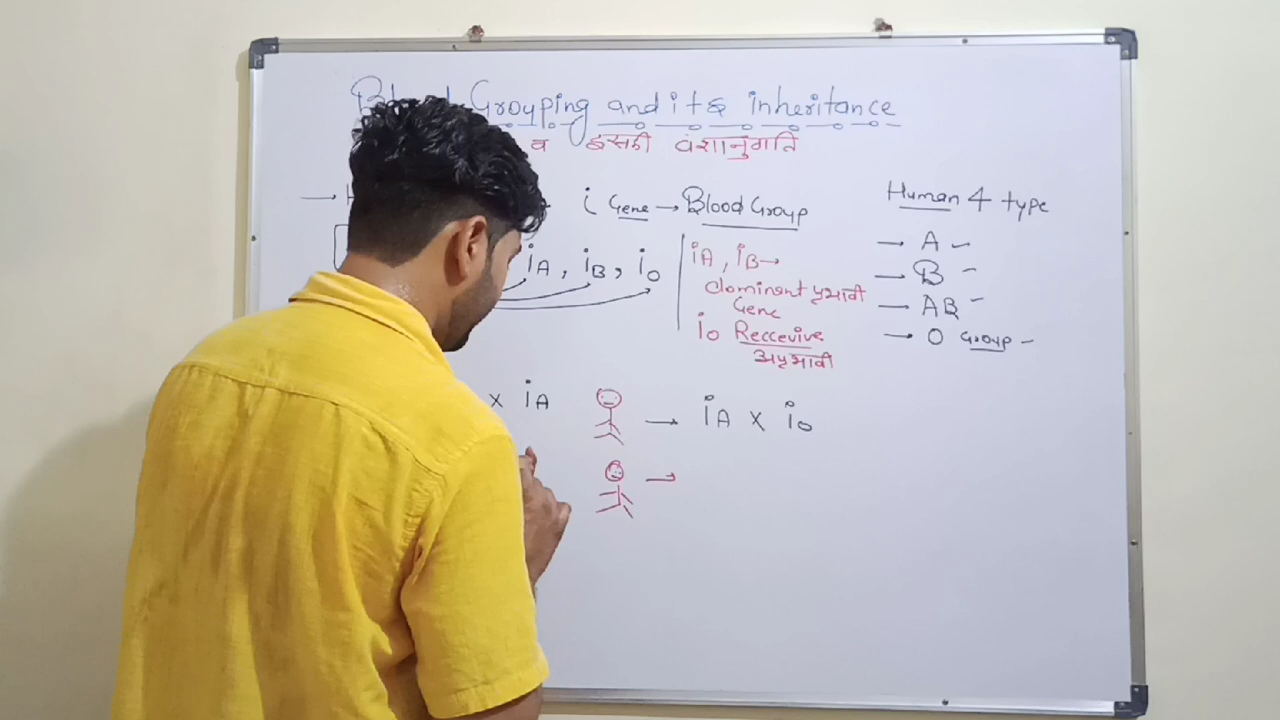 Grouping and its inheritance
व इसकी वंशानुगति
→ H
i Gene → Blood Group
Human 4 type
iA, iB, iO
iA, iB →
dominant प्रभावी
Gene
iO Reccevive
अप्रभावी
→ A -
→ B -
→ AB -
→ O Group -
x iA
→ iA x iO
→